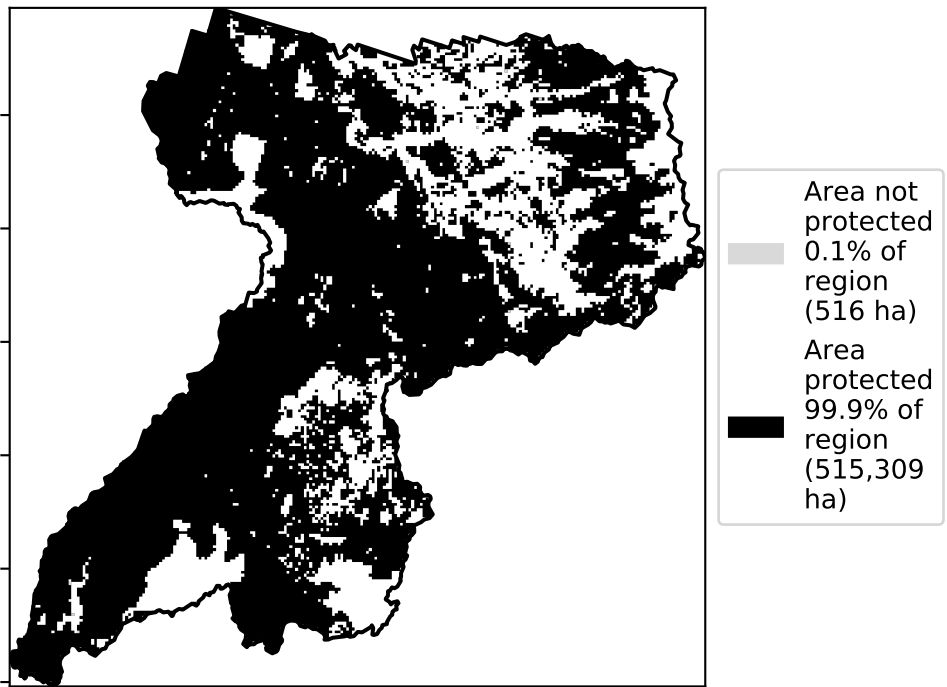 Area not
protected
0.1% of
region
(516 ha)
Area
protected
99.9% of
region
(515,309
ha)